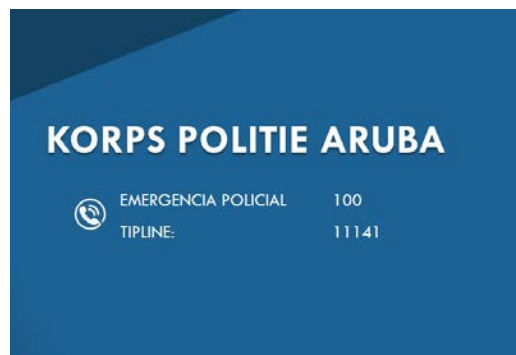 KORPS POLITIE ARUBA
EMERGENCIA POLICIAL 100
TIPLINE: 11141